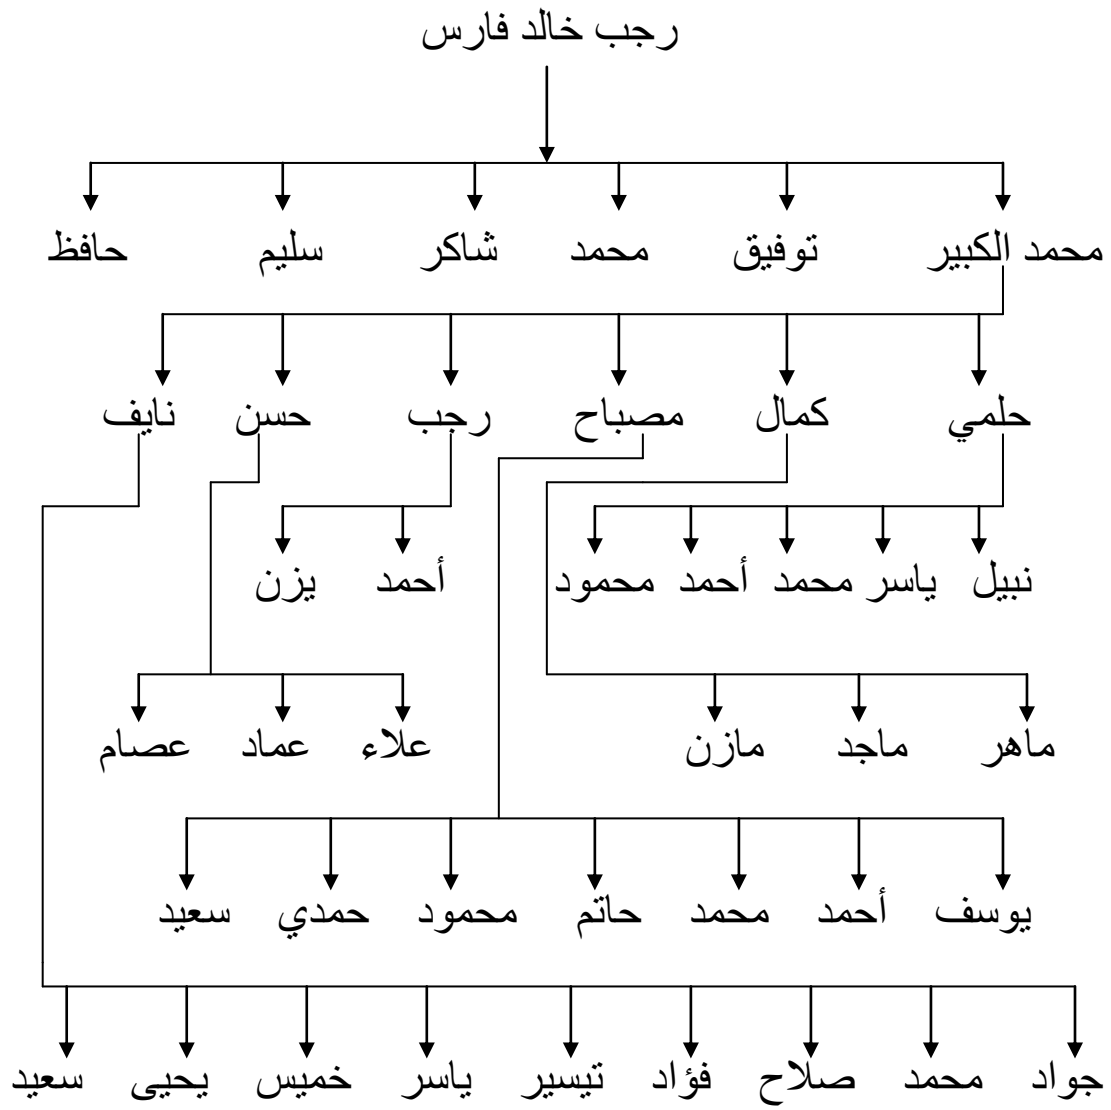 رجب خالد فارس
محمد الكبير توفيق محمد شاكر سليم حافظ
حلمي كمال مصباح رجب حسن نايف
نبيل ياسر محمد أحمد محمود أحمد يزن
ماهر ماجد مازن علاء عماد عصام
يوسف أحمد محمد حاتم محمود حمدي سعيد
جواد محمد صلاح فؤاد تيسير ياسر خميس يحيى سعيد